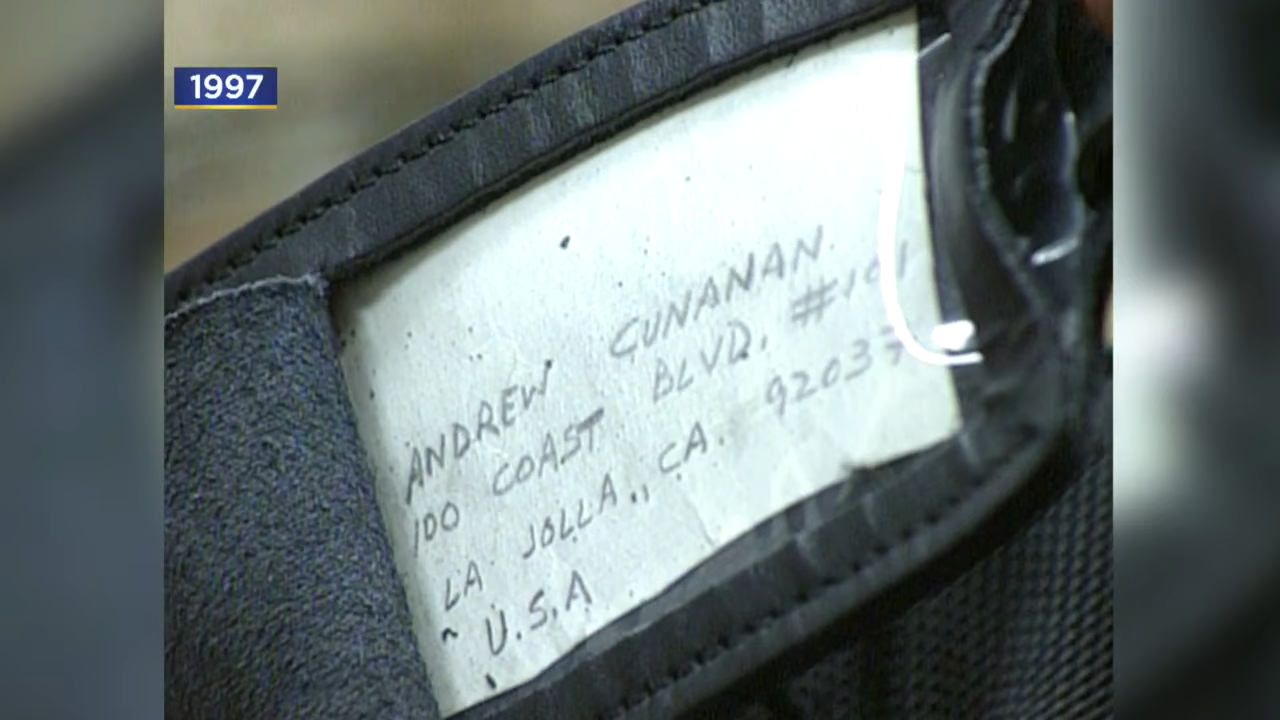 1997
ANDREW CUNANAN
100 COAST BLVD. #101
LA JOLLA., CA. 92037
U.S.A